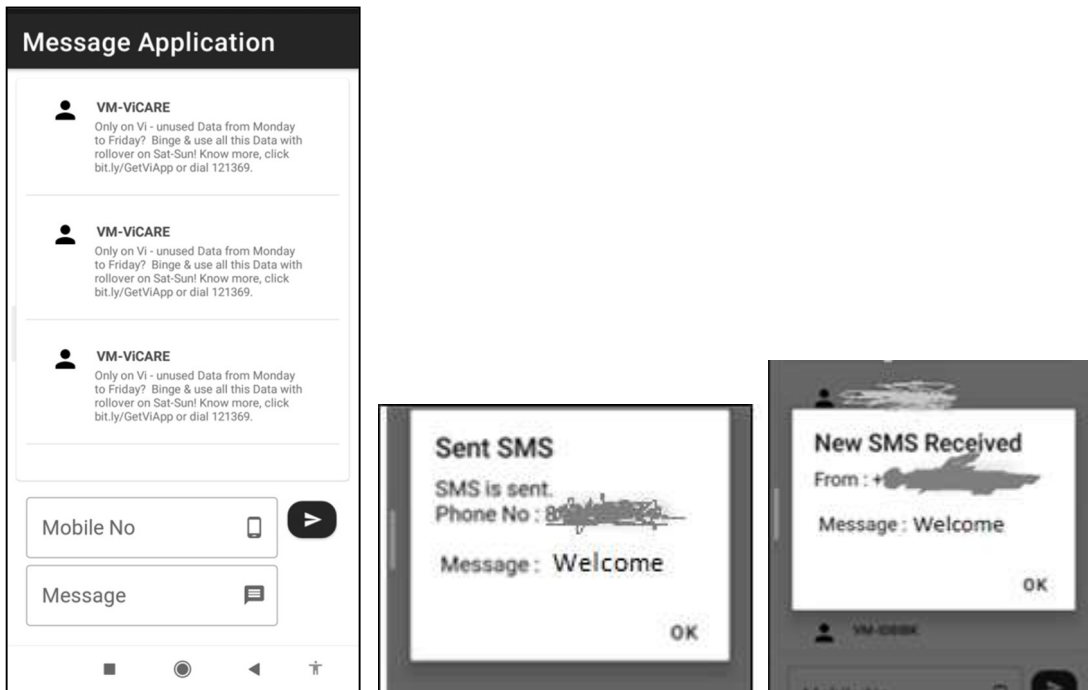 Message Application
VM-ViCARE
Only on Vi - unused Data from Monday
to Friday?  Binge & use all this Data with
rollover on Sat-Sun! Know more, click
bit.ly/GetViApp or dial 121369.
VM-ViCARE
Only on Vi - unused Data from Monday
to Friday?  Binge & use all this Data with
rollover on Sat-Sun! Know more, click
bit.ly/GetViApp or dial 121369.
VM-ViCARE
Only on Vi - unused Data from Monday
to Friday?  Binge & use all this Data with
rollover on Sat-Sun! Know more, click
bit.ly/GetViApp or dial 121369.
Mobile No
Message
Sent SMS
SMS is sent.
Phone No : 8
Message : Welcome
OK
New SMS Received
From : +
Message : Welcome
OK